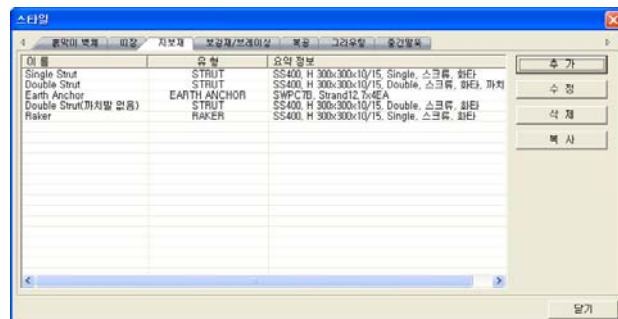 스타일
흙막이 벽체 띠장 지보재 보강재/브레이싱 복공 그라우팅 중간말뚝
이 름 유 형 요약 정보
Single Strut STRUT SS400, H 300x300x10/15, Single, 스크류, 화타
Double Strut STRUT SS400, H 300x300x10/15, Double, 스크류, 화타, 까치
Earth Anchor EARTH ANCHOR SWPC7B, Strand12.7x4EA
Double Strut(까치발 없음) STRUT SS400, H 300x300x10/15, Double, 스크류, 화타
Raker RAKER SS400, H 300x300x10/15, Single, 스크류, 화타
추 가
수 정
삭 제
복 사
닫기